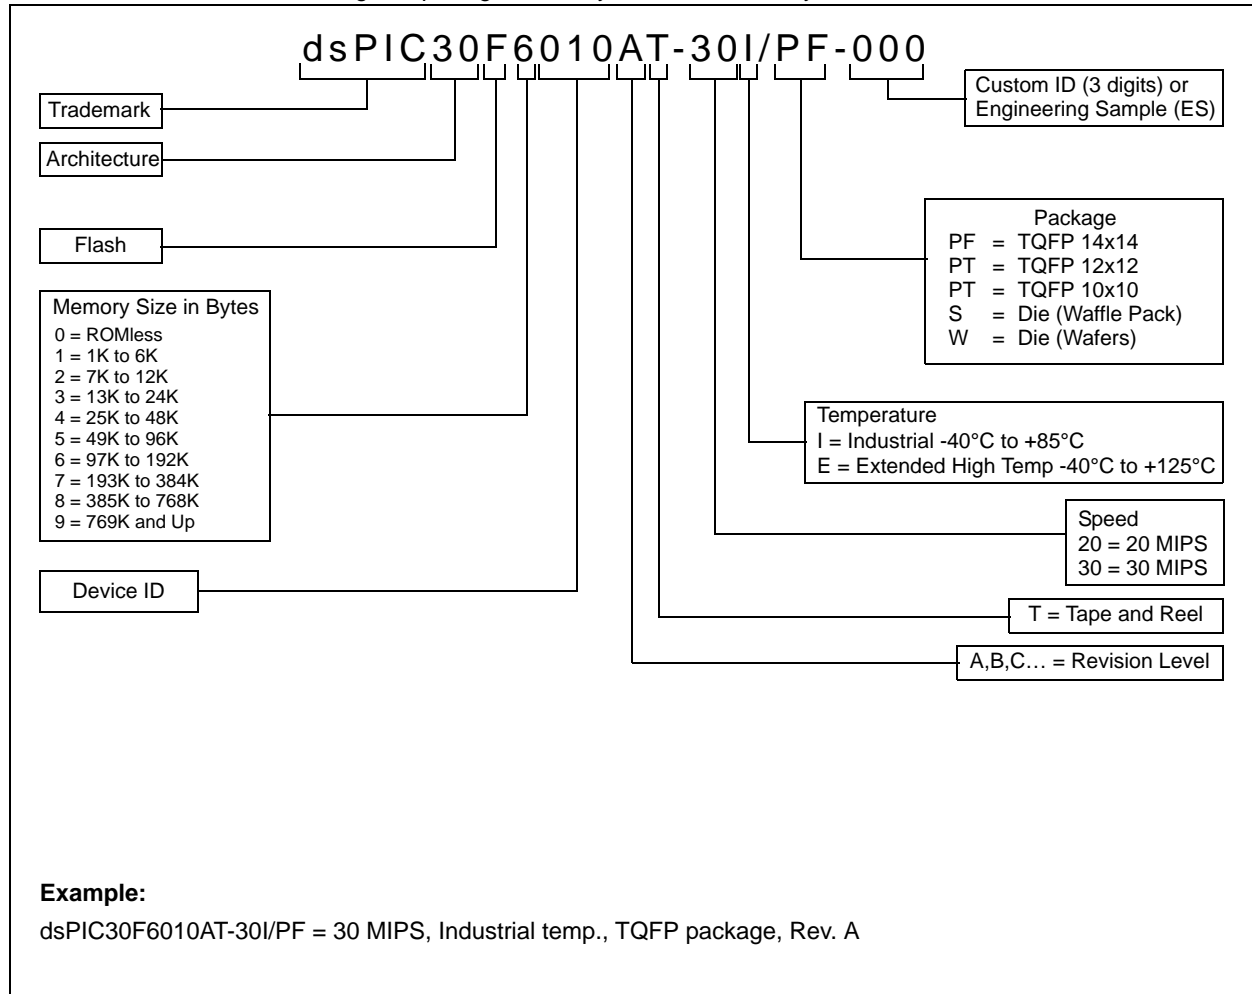 dsPIC30F6010AT-30I/PF-000
Custom ID (3 digits) or
Engineering Sample (ES)
Trademark
Architecture
Flash
Package
PF = TQFP 14x14
PT = TQFP 12x12
PT = TQFP 10x10
S = Die (Waffle Pack)
W = Die (Wafers)
Memory Size in Bytes
0 = ROMless
1 = 1K to 6K
2 = 7K to 12K
3 = 13K to 24K
4 = 25K to 48K
5 = 49K to 96K
6 = 97K to 192K
7 = 193K to 384K
8 = 385K to 768K
9 = 769K and Up
Temperature
I = Industrial -40°C to +85°C
E = Extended High Temp -40°C to +125°C
Speed
20 = 20 MIPS
30 = 30 MIPS
Device ID
T = Tape and Reel
A,B,C… = Revision Level
Example:
dsPIC30F6010AT-30I/PF = 30 MIPS, Industrial temp., TQFP package, Rev. A